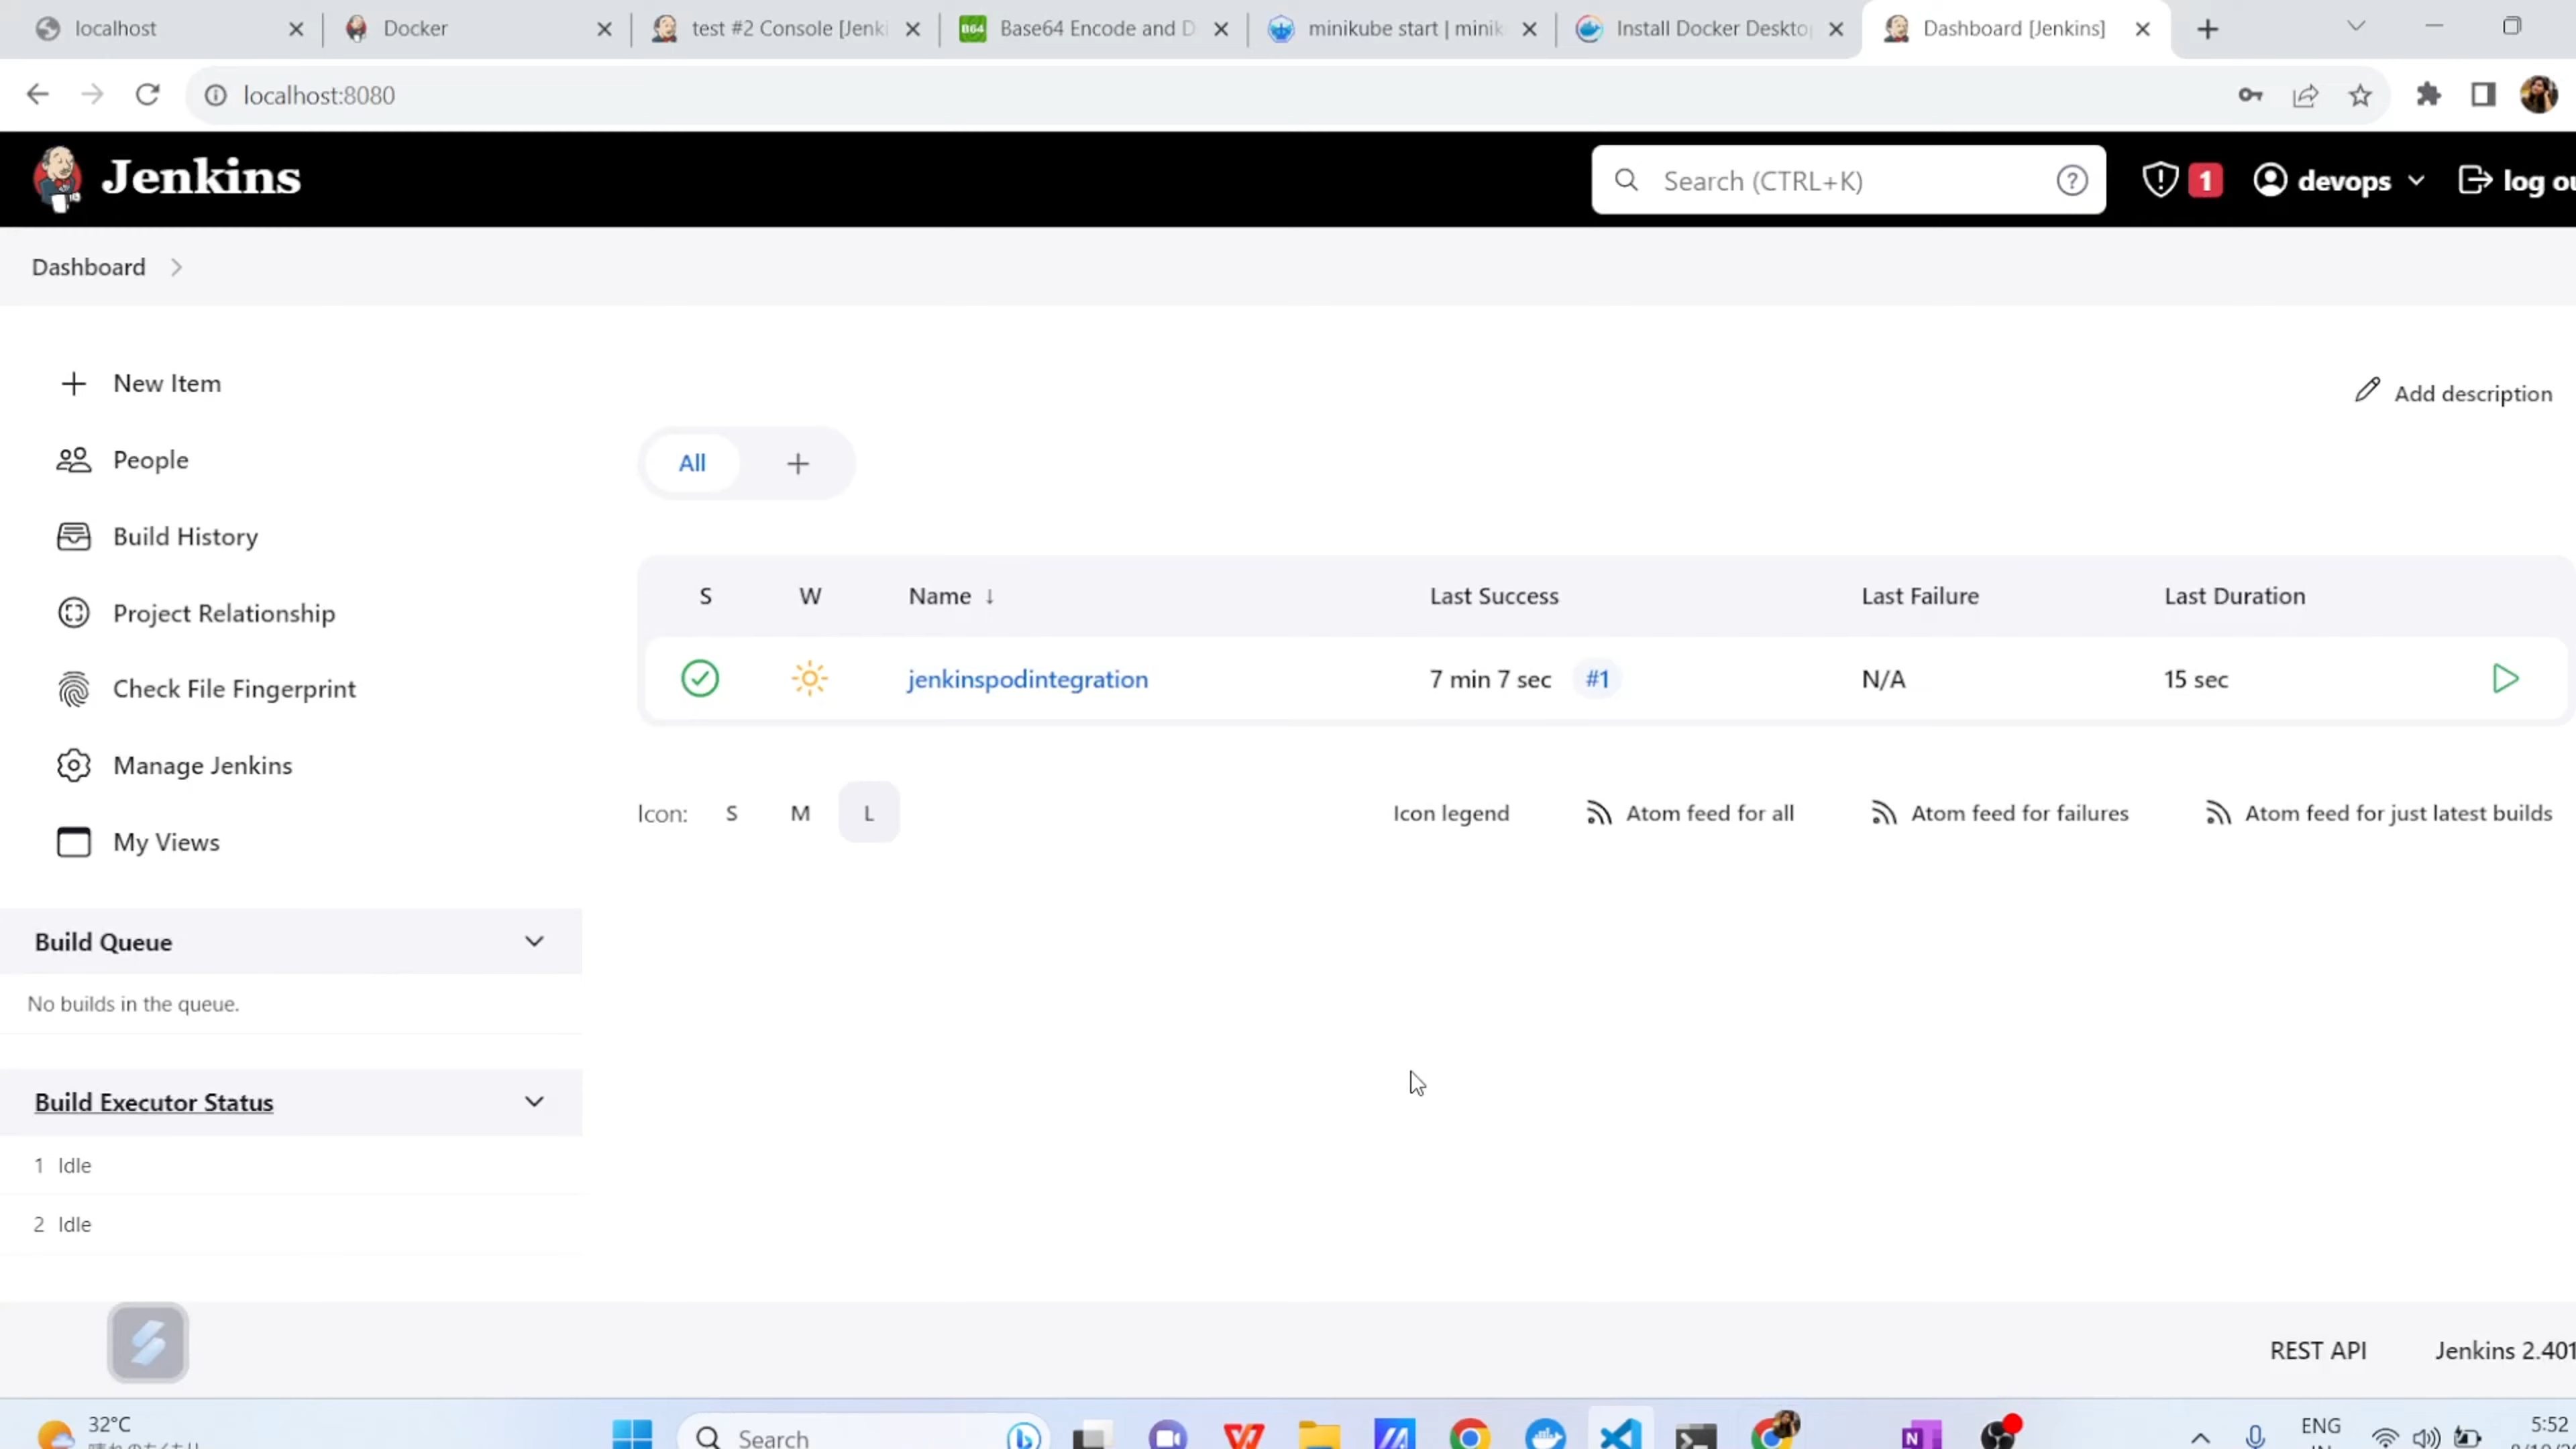 localhost
Docker
test #2 Console [Jenki
Base64 Encode and D
minikube start | minik
Install Docker Deskto
Dashboard [Jenkins]
localhost:8080
Jenkins
Search (CTRL+K)
1
devops
log ou
Dashboard
New Item
People
Build History
Project Relationship
Check File Fingerprint
Manage Jenkins
My Views
Add description
All
S W Name ↓ Last Success Last Failure Last Duration
jenkinspodintegration 7 min 7 sec #1 N/A 15 sec
Icon: S M L
Icon legend
Atom feed for all
Atom feed for failures
Atom feed for just latest builds
Build Queue
No builds in the queue.
Build Executor Status
1 Idle
2 Idle
REST API
Jenkins 2.401
32°C
Search
ENG
5:52